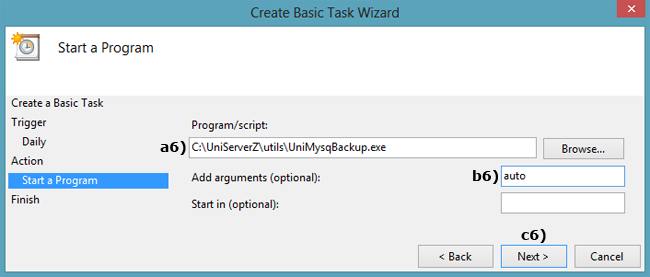 Create Basic Task Wizard
Start a Program
Create a Basic Task
Trigger
Daily
Action
Start a Program
Finish
Program/script:
a6) C:\UniServerZ\utils\UniMysqBackup.exe Browse...
Add arguments (optional): b6) auto
Start in (optional):
c6)
< Back Next > Cancel